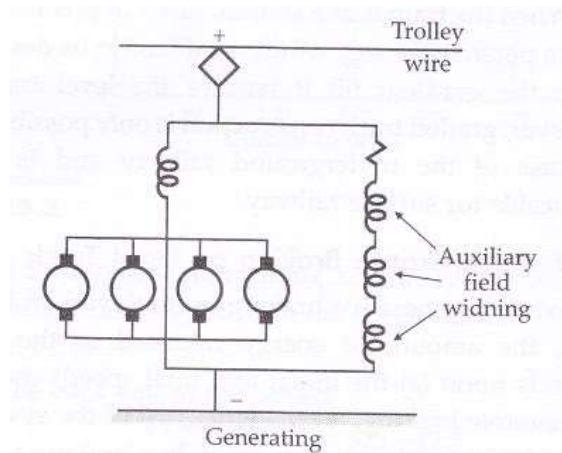 +
Trolley
wire
Auxiliary
field
widning
−
Generating